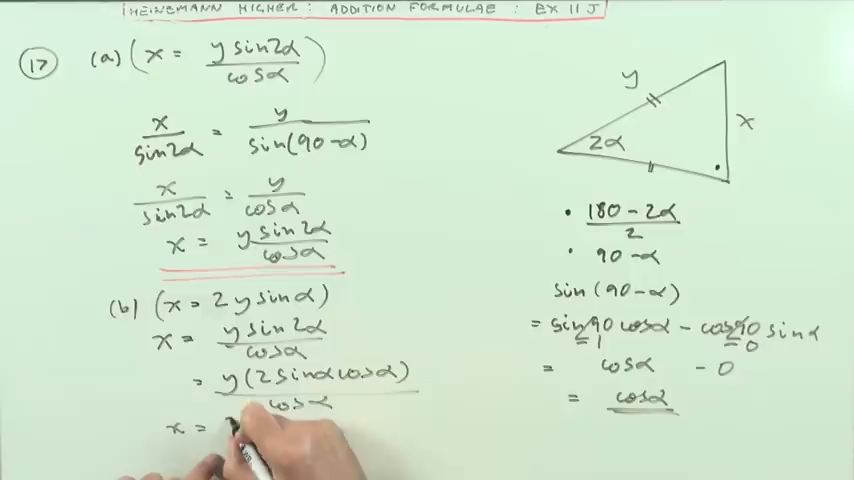 HEINEMANN HIGHER : ADDITION FORMULAE : EX 11 J
17 (a) (x = y sin2α / cosα)
x / sin2α = y / sin(90-α)
x / sin2α = y / cosα
x = y sin2α / cosα
(b) (x = 2y sinα)
x = y sin2α / cosα
= y(2 sinα cosα) / cosα
x =
y
2α
x
• 180 - 2α / 2
• 90 - α
sin (90 - α)
= sin90 cosα - cos90 sinα
= 1 = 0
= cosα - 0
= cosα